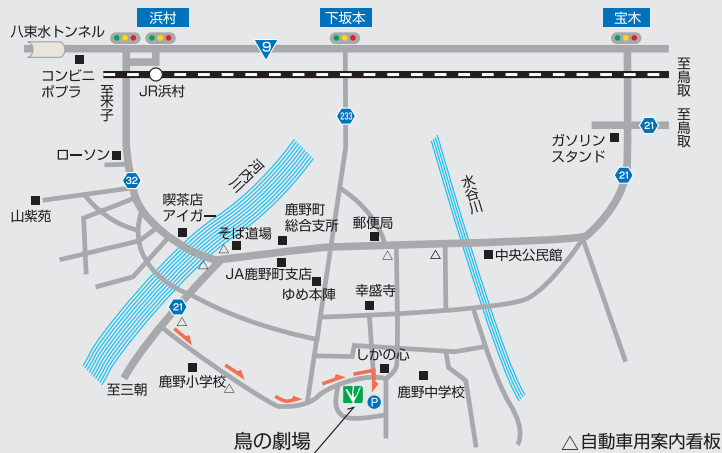 浜村
下坂本
宝木
八束水トンネル
9
コンビニ
ポプラ
至米子
JR浜村
至鳥取
至鳥取
233
21
ガソリン
スタンド
ローソン
32
河内川
水谷川
21
山紫苑
喫茶店
アイガー
そば道場
鹿野町
総合支所
郵便局
中央公民館
JA鹿野町支店
ゆめ本陣
幸盛寺
21
しかの心
鹿野小学校
鹿野中学校
至三朝
P
鳥の劇場
△自動車用案内看板